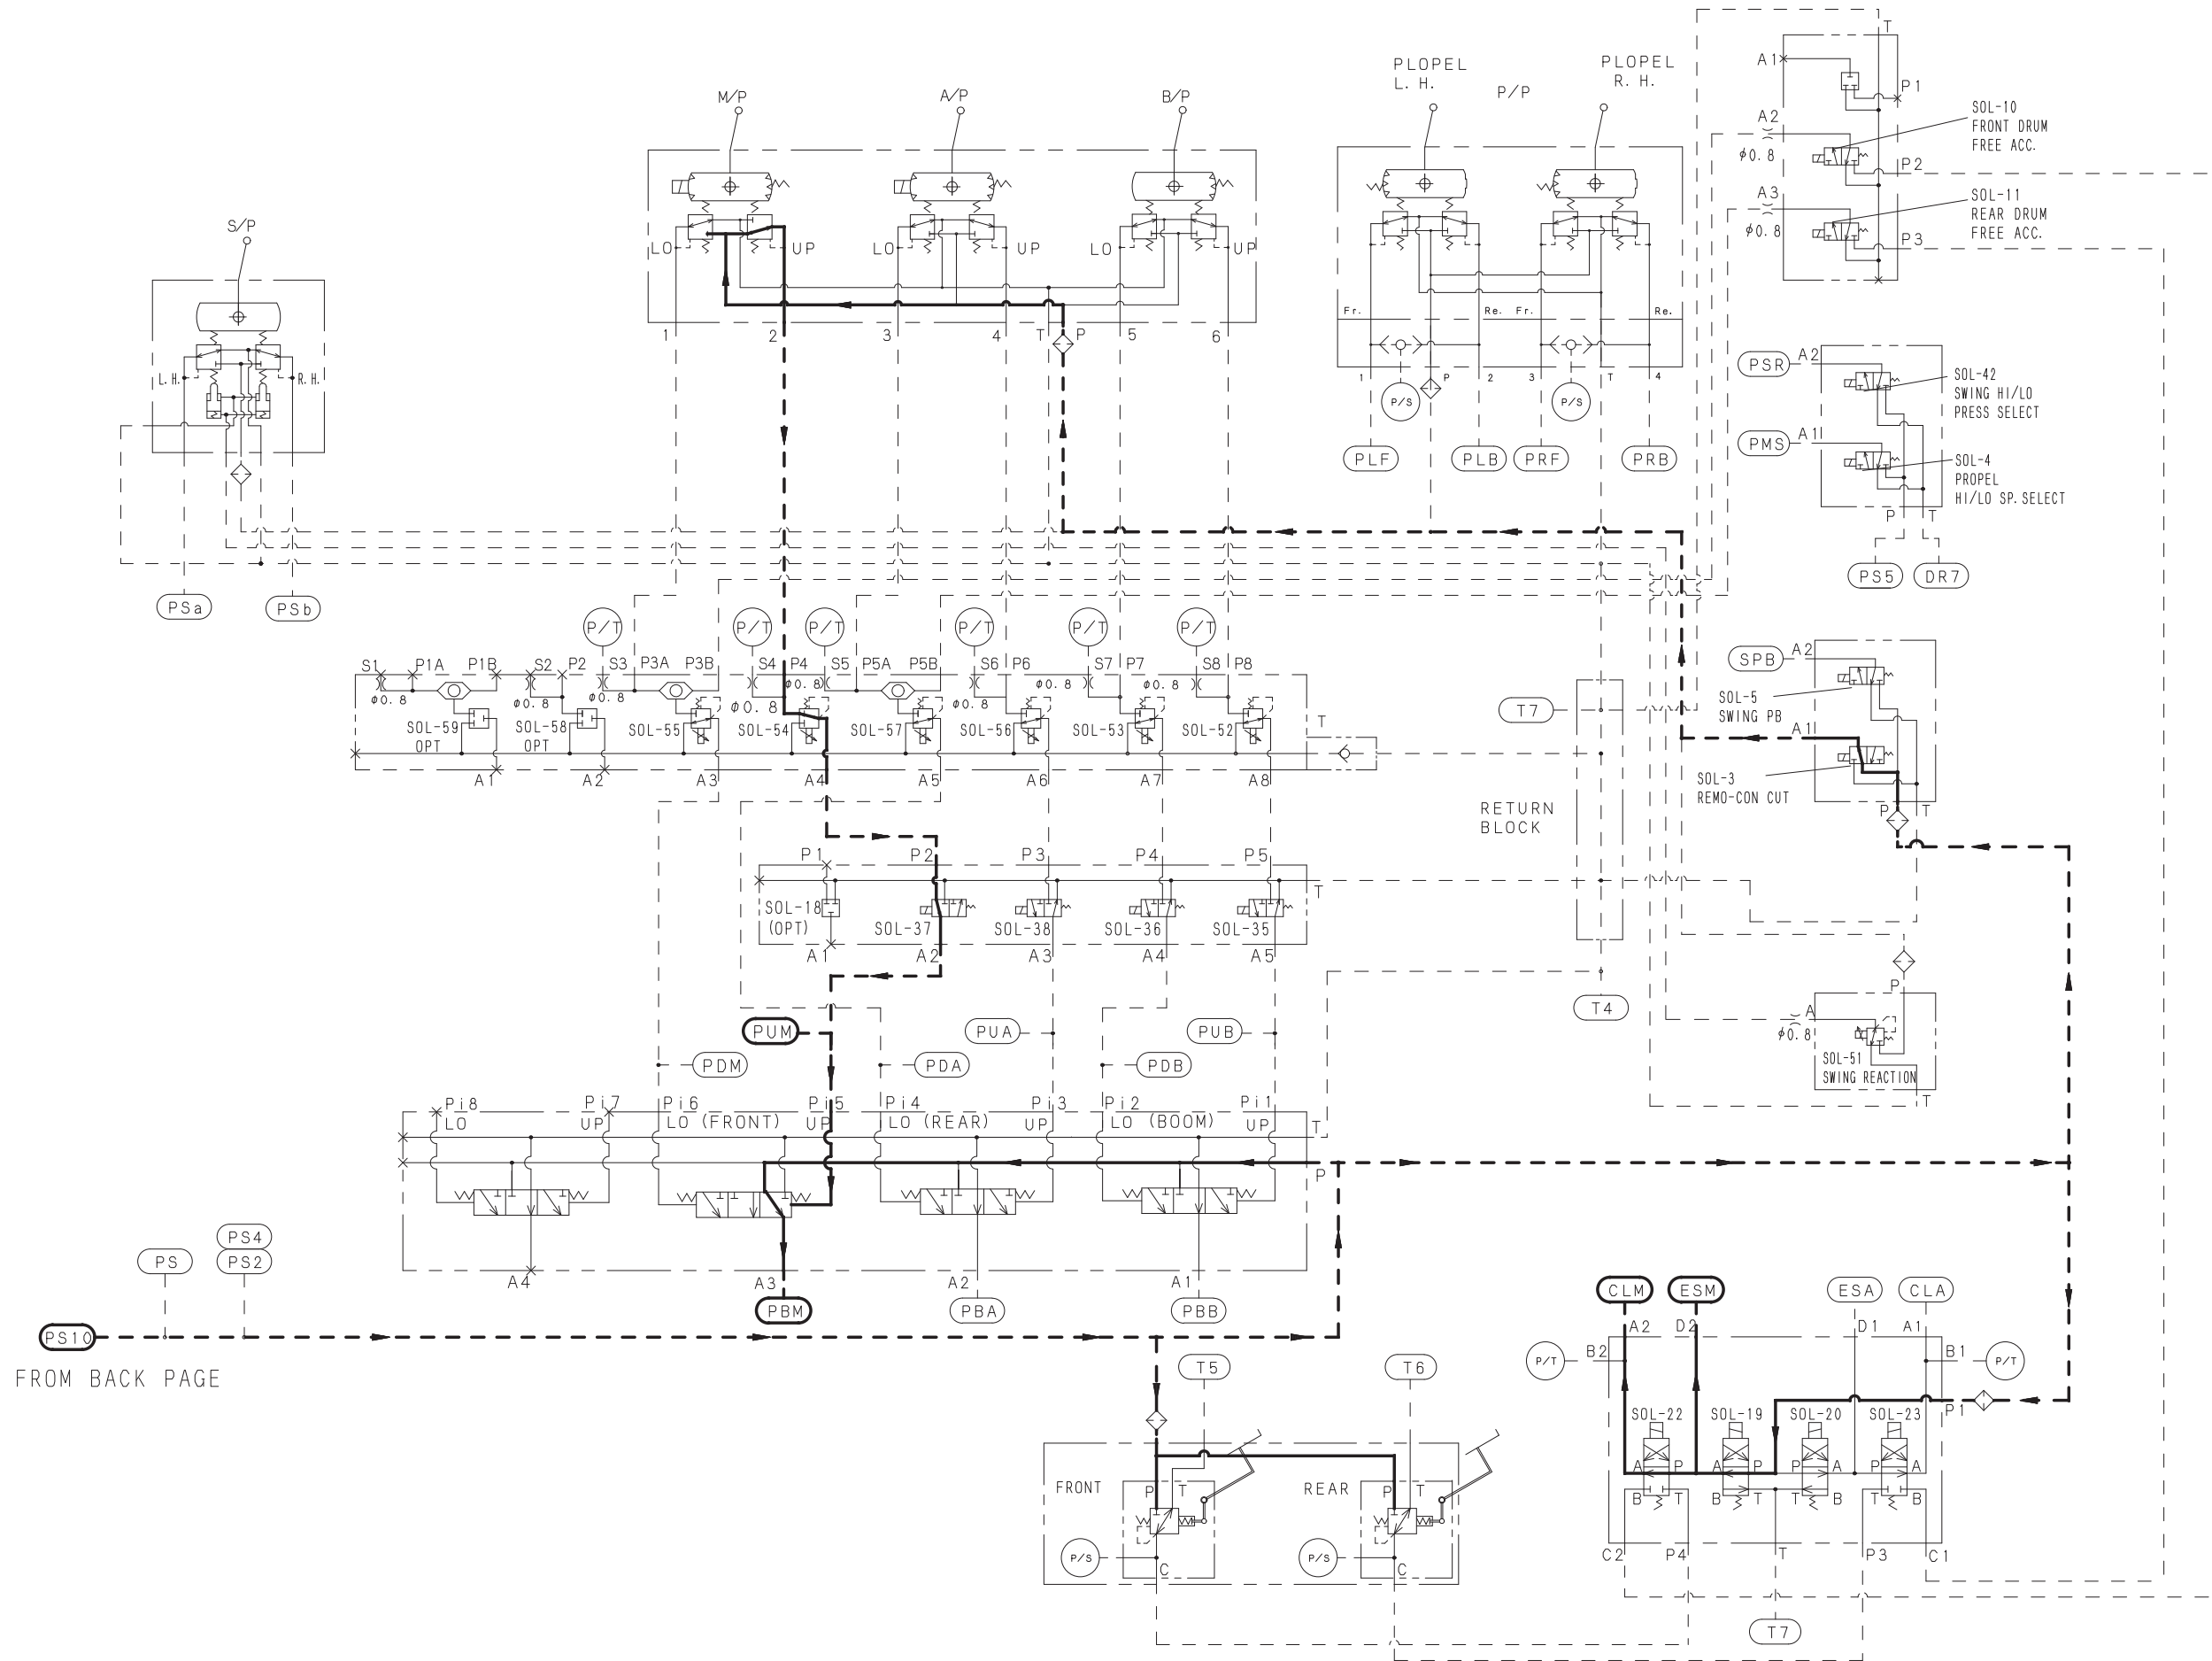 T
PLOPEL
L. H.
PLOPEL
R. H.
P/P
A1
P1
M/P
A/P
B/P
SOL-10
FRONT DRUM
FREE ACC.
A2
φ0. 8
P2
SOL-11
REAR DRUM
FREE ACC.
A3
φ0. 8
P3
S/P
LO
UP
LO
UP
LO
UP
Fr.
Re.
Fr.
Re.
1
2
3
4
T
P
5
6
L. H.
R. H.
1
P
2
3
T
4
P/S
P/S
PSR
A2
SOL-42
SWING HI/LO
PRESS SELECT
PMS
A1
SOL-4
PROPEL
HI/LO SP. SELECT
P
T
PLF
PLB
PRF
PRB
PS5
DR7
PSa
PSb
P/T
P/T
P/T
P/T
P/T
P/T
S1
P1A
P1B
S2
P2
S3
P3A
P3B
S4
P4
S5
P5A
P5B
S6
P6
S7
P7
S8
P8
φ0. 8
φ0. 8
φ0. 8
φ0. 8
φ0. 8
φ0. 8
φ0. 8
φ0. 8
SOL-59
OPT
SOL-58
OPT
SOL-55
SOL-54
SOL-57
SOL-56
SOL-53
SOL-52
T
A1
A2
A3
A4
A5
A6
A7
A8
SPB
A2
SOL-5
SWING PB
T7
A1
SOL-3
REMO-CON CUT
P
T
RETURN
BLOCK
P1
P2
P3
P4
P5
T
SOL-18
(OPT)
SOL-37
SOL-38
SOL-36
SOL-35
A1
A2
A3
A4
A5
T4
P
A
φ0. 8
SOL-51
SWING REACTION
T
PUM
PUA
PUB
PDM
PDA
PDB
Pi8
LO
Pi7
UP
Pi6
LO (FRONT)
Pi5
UP
Pi4
LO (REAR)
Pi3
UP
Pi2
LO (BOOM)
Pi1
UP
T
P
A4
A3
A2
A1
PBM
PBA
PBB
PS
PS4
PS2
PS10
FROM BACK PAGE
CLM
ESM
ESA
CLA
A2
D2
D1
A1
P/T
B2
B1
P/T
P1
T5
T6
SOL-22
SOL-19
SOL-20
SOL-23
A
P
A
P
P
A
P
A
B
T
B
T
T
B
T
B
FRONT
P
T
REAR
P
T
P/S
C
P/S
C
C2
P4
T
P3
C1
T7